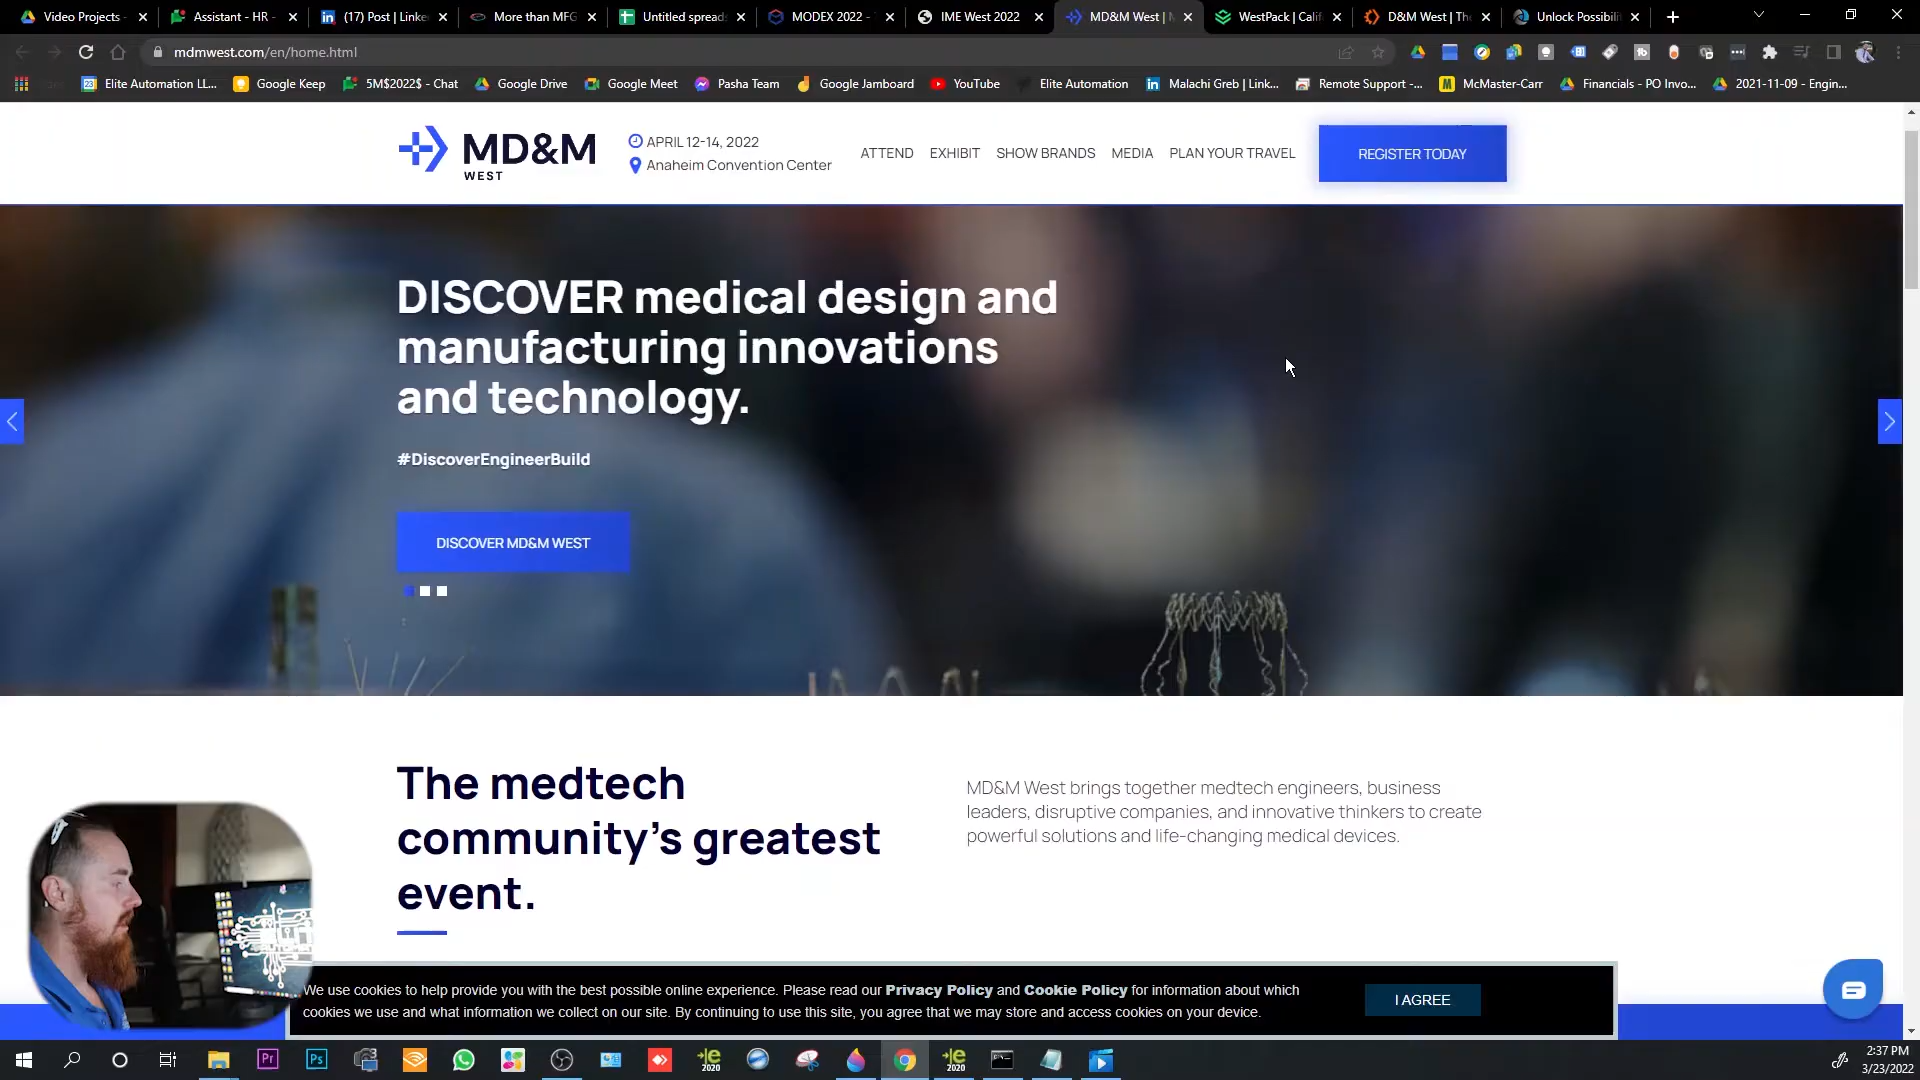 Video Projects -
Assistant - HR -
(17) Post | Linke
More than MFG
Untitled spreads
MODEX 2022 -
IME West 2022
MD&M West | M
WestPack | Calif
D&M West | Th
Unlock Possibili
mdmwest.com/en/home.html
Elite Automation LL...
Google Keep
5M$2022$ - Chat
Google Drive
Google Meet
Pasha Team
Google Jamboard
YouTube
Elite Automation
Malachi Greb | Link...
Remote Support -...
McMaster-Carr
Financials - PO Invo...
2021-11-09 - Engin...
MD&M
WEST
APRIL 12-14, 2022
Anaheim Convention Center
ATTEND
EXHIBIT
SHOW BRANDS
MEDIA
PLAN YOUR TRAVEL
REGISTER TODAY
DISCOVER medical design and
manufacturing innovations
and technology.
#DiscoverEngineerBuild
DISCOVER MD&M WEST
The medtech
community's greatest
event.
MD&M West brings together medtech engineers, business
leaders, disruptive companies, and innovative thinkers to create
powerful solutions and life-changing medical devices.
We use cookies to help provide you with the best possible online experience. Please read our Privacy Policy and Cookie Policy for information about which
cookies we use and what information we collect on our site. By continuing to use this site, you agree that we may store and access cookies on your device.
I AGREE
2:37 PM
3/23/2022